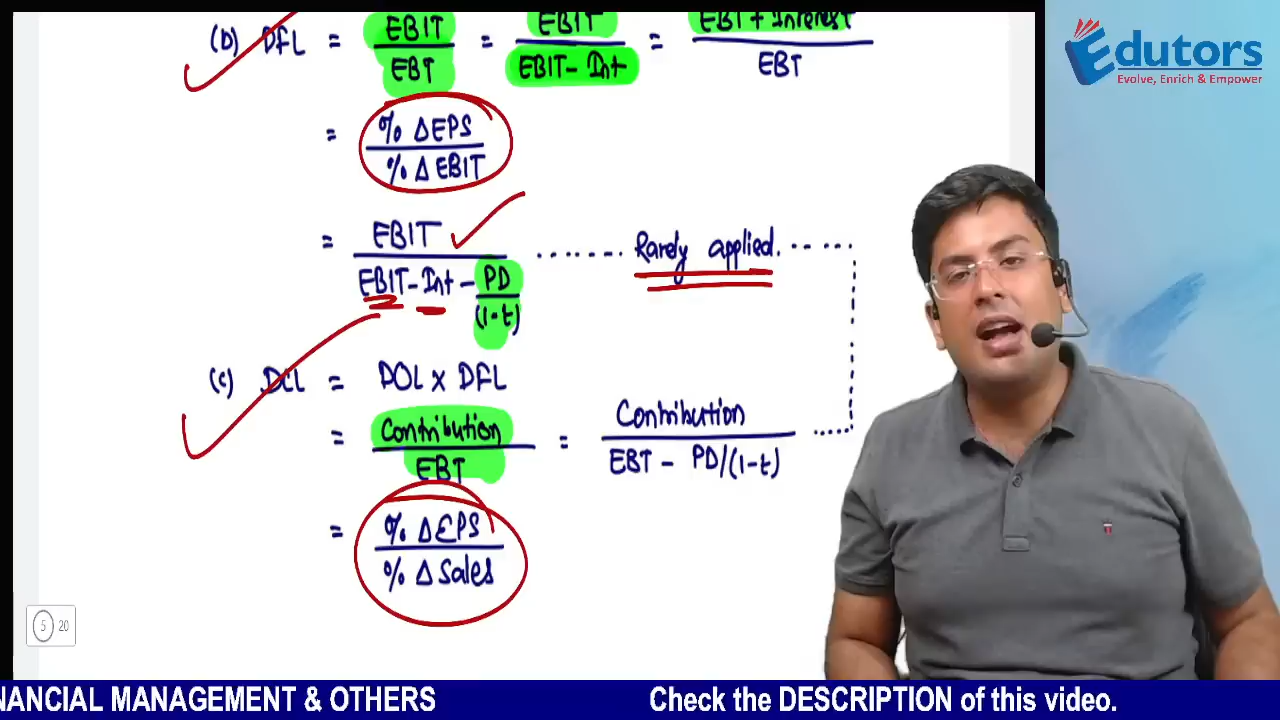 (b) DFL = EBIT / EBT = EBIT / EBIT - Int = EBT + Interest / EBT
= % ΔEPS / % ΔEBIT
= EBIT / EBIT - Int - PD / (1-t) ...... Rarely applied. ......
(c) DCL = DOL x DFL
= Contribution / EBT = Contribution / EBT - PD/(1-t) ......
= % ΔEPS / % ΔSales
5 20
Edutors
Evolve, Enrich & Empower
NANCIAL MANAGEMENT & OTHERS
Check the DESCRIPTION of this video.